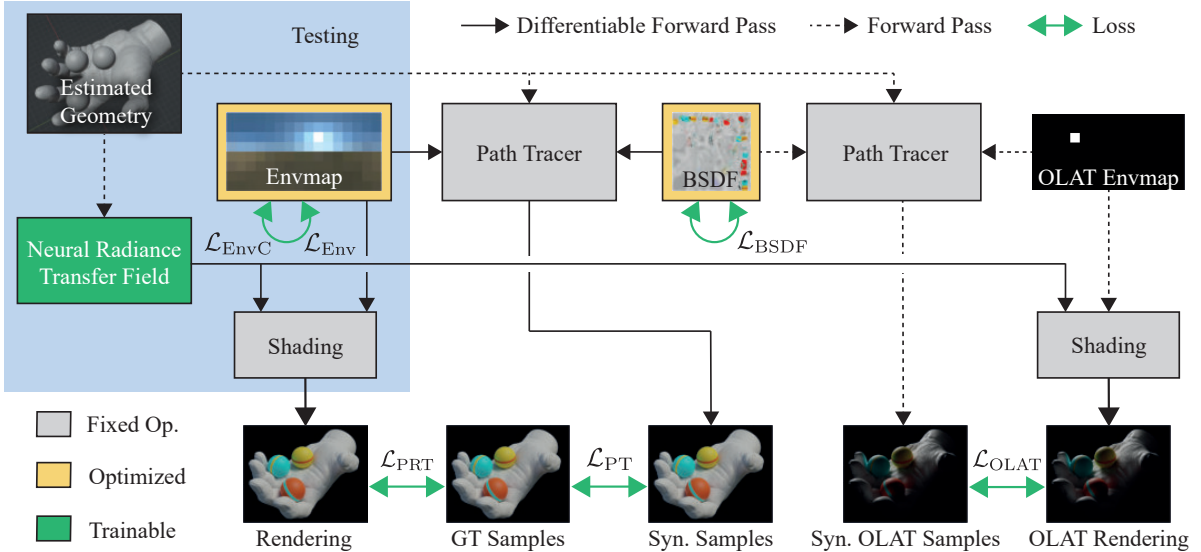 Testing
Differentiable Forward Pass
Forward Pass
Loss
Estimated
Geometry
Envmap
Path Tracer
BSDF
Path Tracer
OLAT Envmap
Neural Radiance
Transfer Field
ℒEnvC
ℒEnv
ℒBSDF
Shading
Shading
Fixed Op.
Optimized
Trainable
ℒPRT
ℒPT
ℒOLAT
Rendering
GT Samples
Syn. Samples
Syn. OLAT Samples
OLAT Rendering